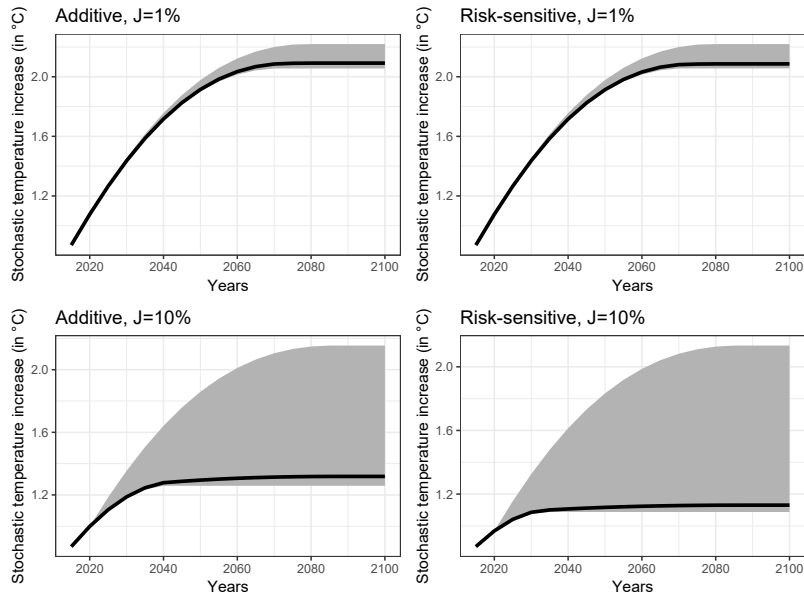 Additive, J=1%
Stochastic temperature increase (in °C)
2.0
1.6
1.2
2020 2040 2060 2080 2100
Years
Risk-sensitive, J=1%
Stochastic temperature increase (in °C)
2.0
1.6
1.2
2020 2040 2060 2080 2100
Years
Additive, J=10%
Stochastic temperature increase (in °C)
2.0
1.6
1.2
2020 2040 2060 2080 2100
Years
Risk-sensitive, J=10%
Stochastic temperature increase (in °C)
2.0
1.6
1.2
2020 2040 2060 2080 2100
Years